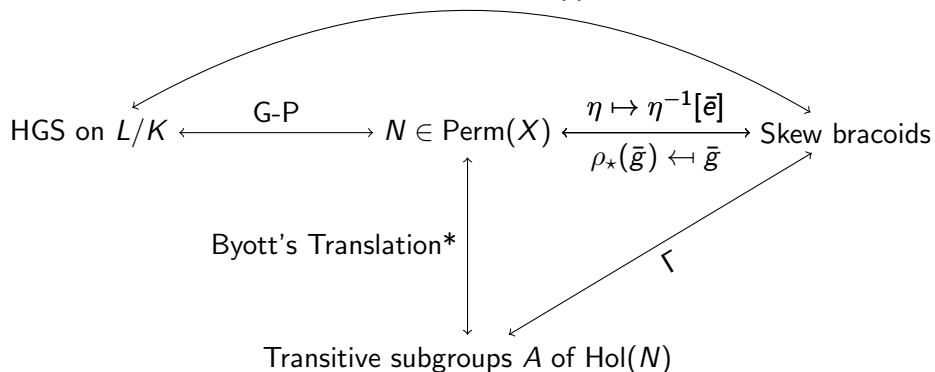 G-P
HGS on L/K
N ∈ Perm(X)
η ↦ η⁻¹[ē]
ρ⋆(ḡ) ↤ ḡ
Skew bracoids
Byott's Translation*
Transitive subgroups A of Hol(N)